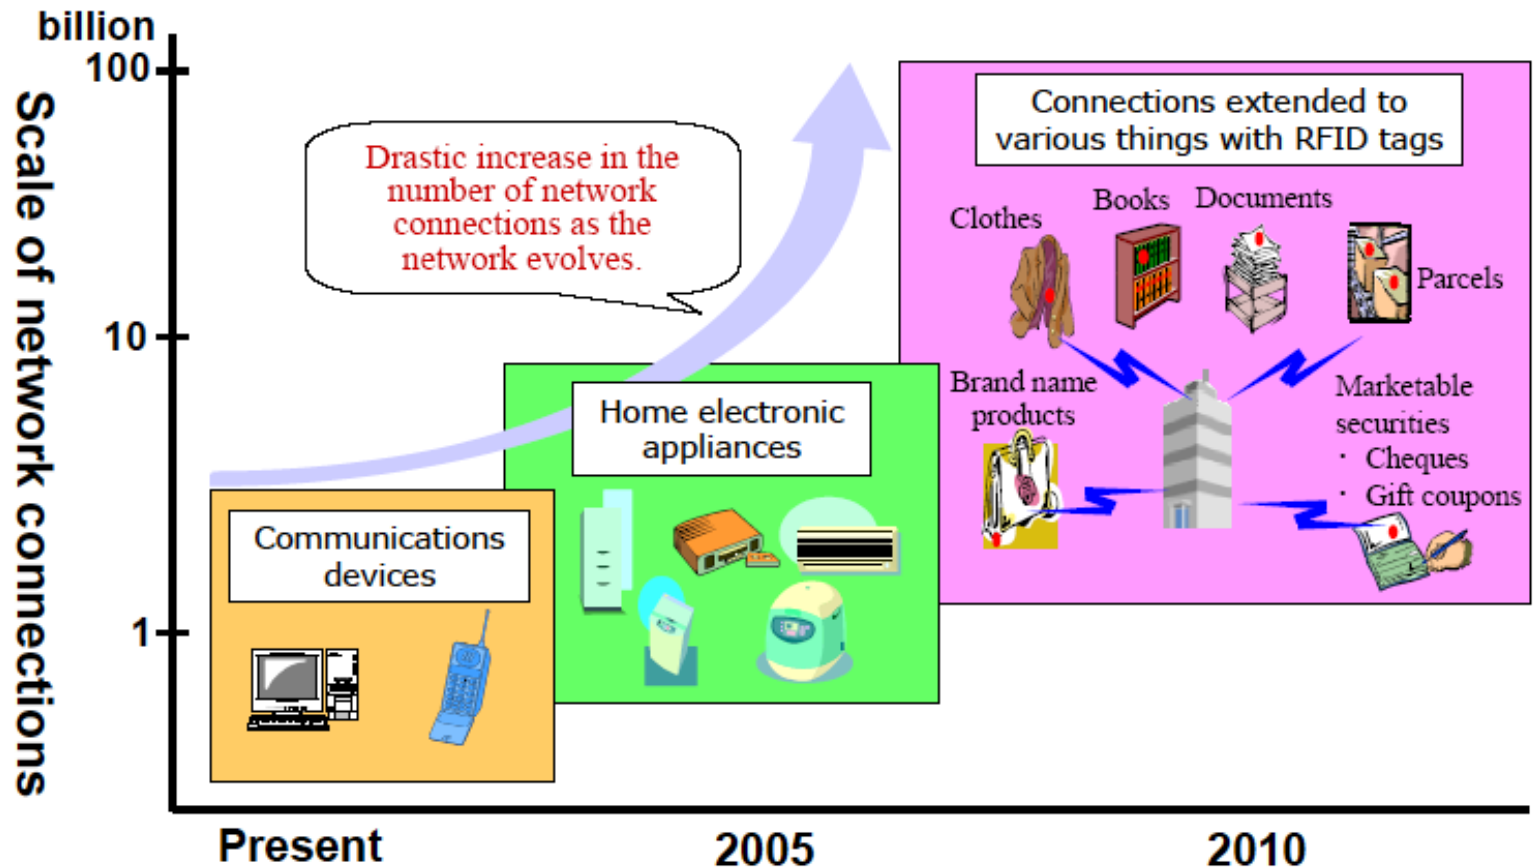 billion
100
10
1
Scale of network connections
Drastic increase in the
number of network
connections as the
network evolves.
Communications
devices
Home electronic
appliances
Connections extended to
various things with RFID tags
Clothes
Books
Documents
Parcels
Brand name
products
Marketable
securities
· Cheques
· Gift coupons
Present
2005
2010